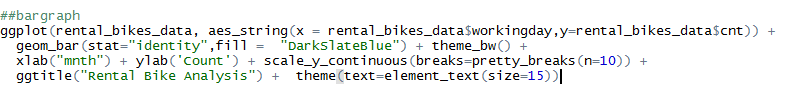 ##bargraph
ggplot(rental_bikes_data, aes_string(x = rental_bikes_data$workingday,y=rental_bikes_data$cnt)) +
  geom_bar(stat="identity",fill =  "DarkSlateBlue") + theme_bw() +
  xlab("mnth") + ylab('Count') + scale_y_continuous(breaks=pretty_breaks(n=10)) +
  ggtitle("Rental Bike Analysis") +  theme(text=element_text(size=15))